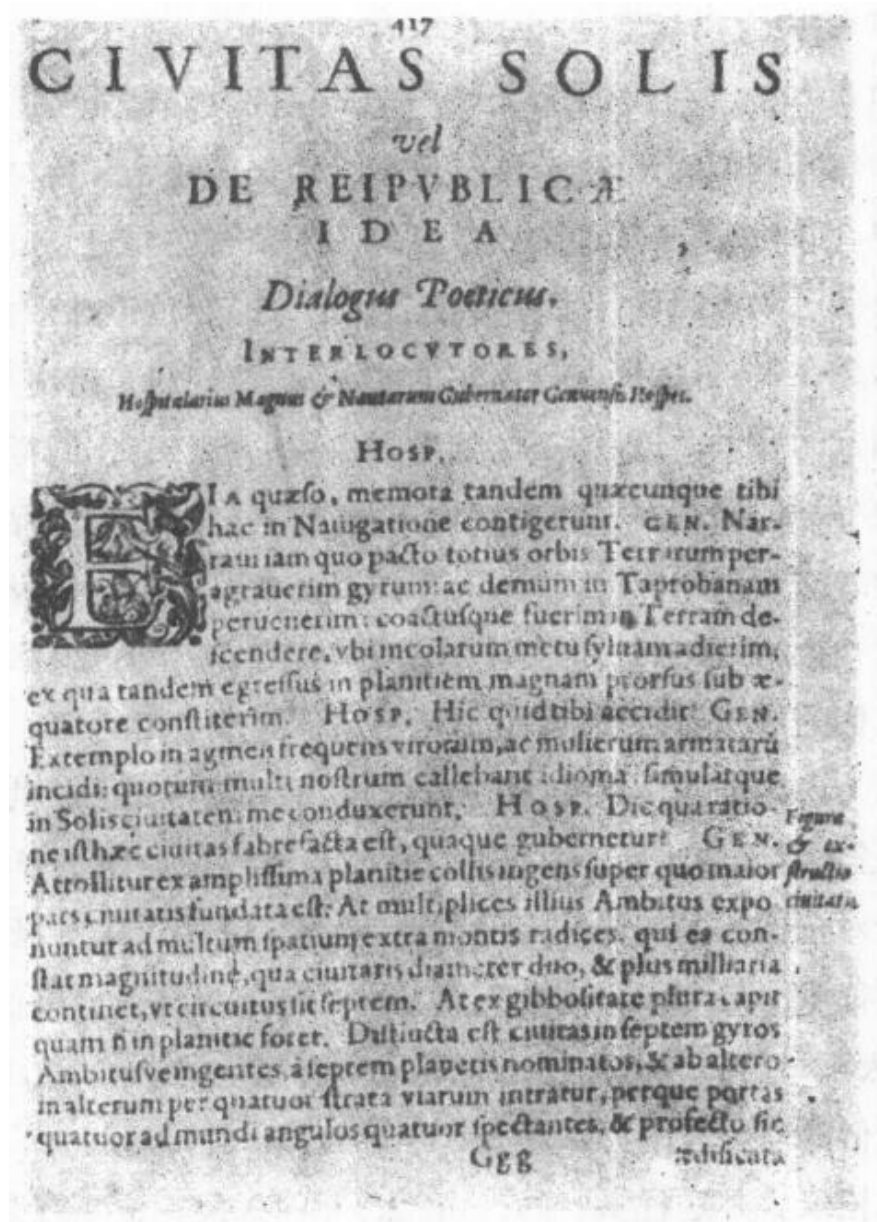 417
CIVITAS SOLIS
vel
DE REIPVBLICÆ
IDEA
Dialogus Poeticus.
INTERLOCVTORES,
Hospitalarius Magnus & Nautarum Gubernator Genuensis Hospes.
HOSP.
EIA quæso, memora tandem quæcunque tibi
hac in Nauigatione contigerunt. GEN. Nar-
raui iam quo pacto totius orbis Terrarum per-
agrauerim gyrum: ac demum in Taprobanam
peruenerim: coactusque fuerim in Terram de-
scendere, vbi incolarum metu syluam adierim,
ex qua tandem egressus in planitiem magnam prorsus sub æ-
quatore constiterim. HOSP. Hic quid tibi accidit? GEN.
Extemplo in agmen frequens virorum, ac mulierum armatarū
incidi: quorum multi nostrum callebant idioma: simulatque
in Solis ciuitatem me conduxerunt. HOSP. Dic qua ratio-
ne isthæc ciuitas fabrefacta est, quaque gubernetur? GEN.
Attollitur ex amplissima planitie collis ingens super quo maior
pars ciuitatis fundata est: At multiplices illius Ambitus expo
nuntur ad multum spatium extra montis radices. qui ea con-
stat magnitudine, qua ciuitatis diameter duo, & plus milliaria
continet, vt circuitus sit septem. At ex gibbositate plura capit
quam si in planitie foret. Distincta est ciuitas in septem gyros
Ambitusve ingentes, à septem planetis nominatos, & ab altero
in alterum per quatuor strata viarum intratur, perque portas
quatuor ad mundi angulos quatuor spectantes, & profecto sic
Ggg ædificata
Figura
& ex-
structio
ciuitatis